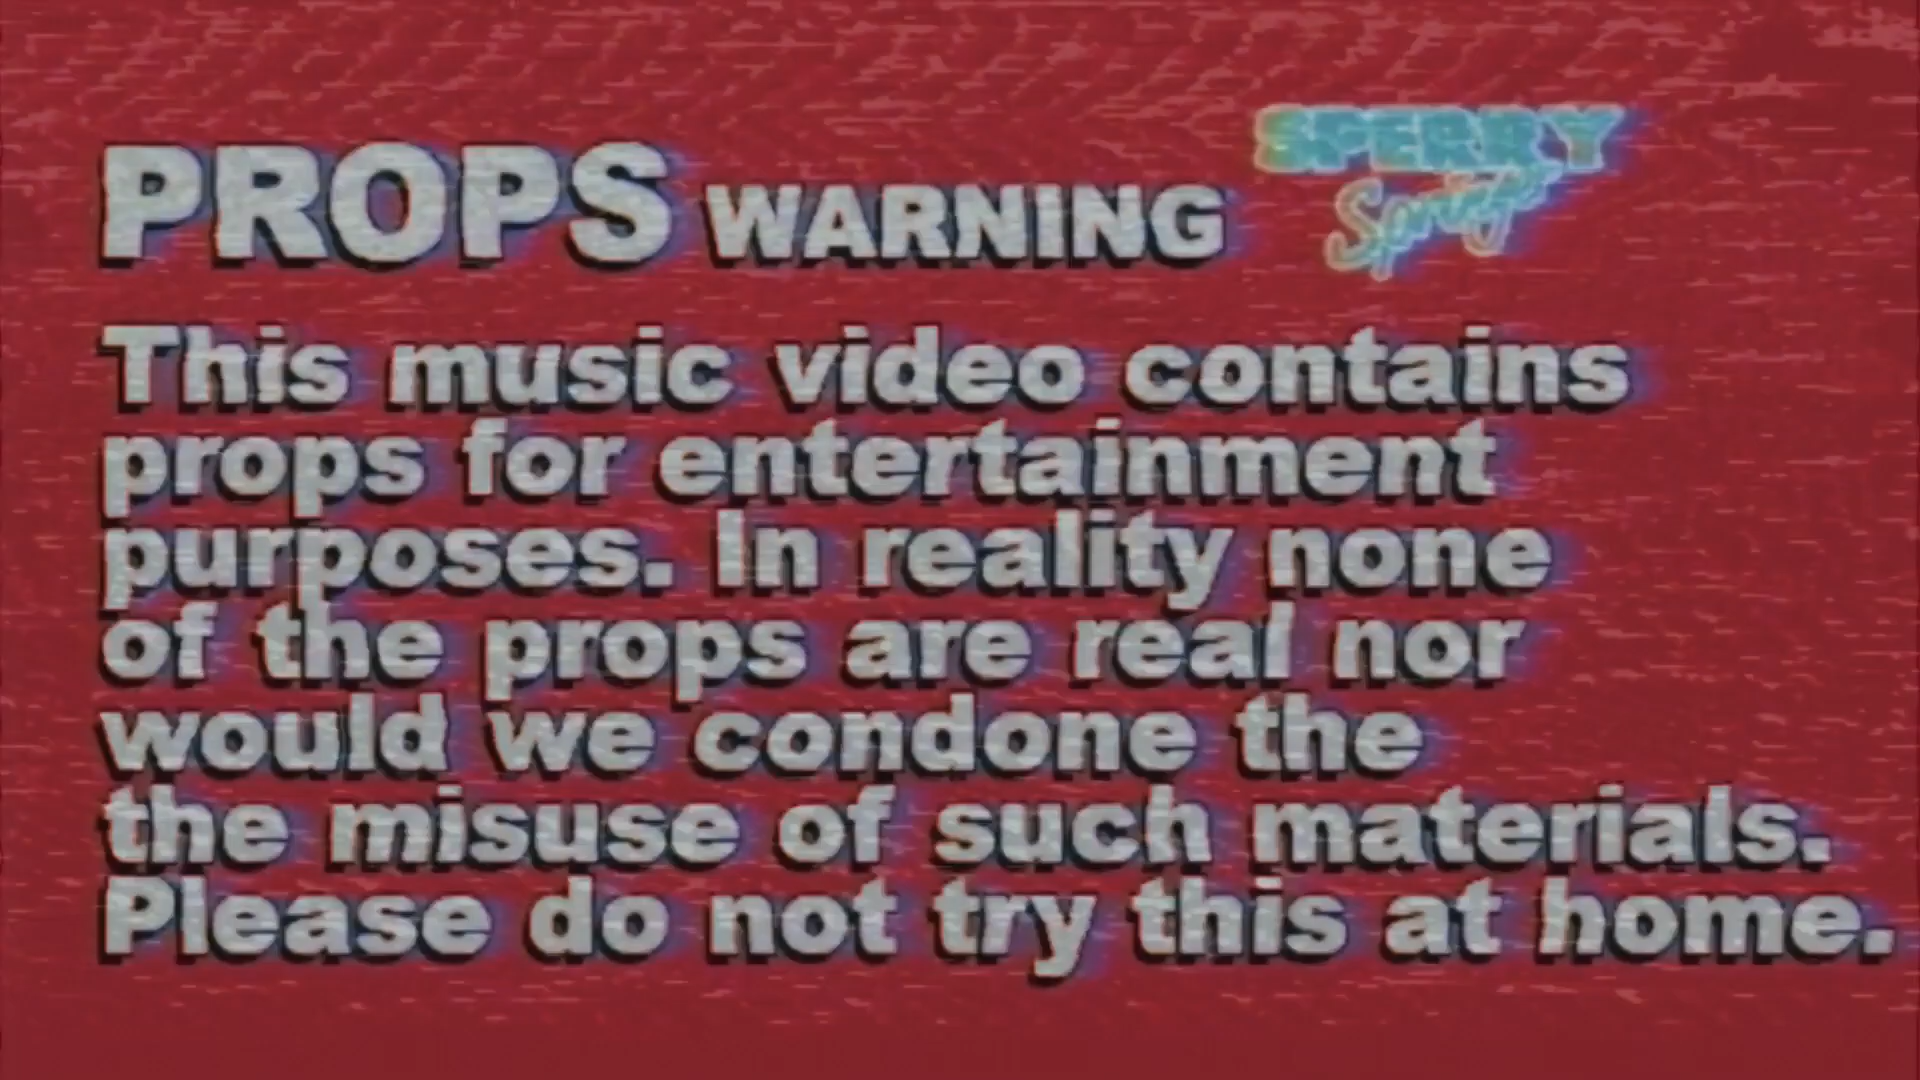 PROPS WARNING
SPERRY
This music video contains
props for entertainment
purposes. In reality none
of the props are real nor
would we condone the
the misuse of such materials.
Please do not try this at home.